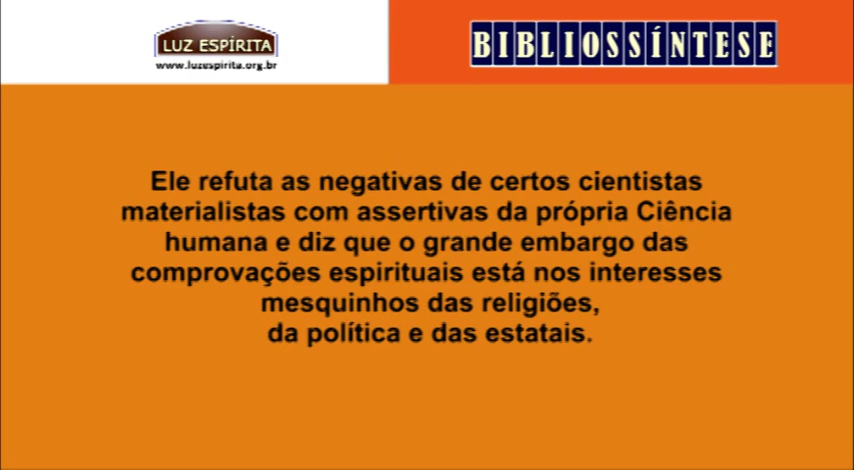 LUZ ESPÍRITA
www.luzespirita.org.br
BIBLIOSSÍNTESE
Ele refuta as negativas de certos cientistas
materialistas com assertivas da própria Ciência
humana e diz que o grande embargo das
comprovações espirituais está nos interesses
mesquinhos das religiões,
da política e das estatais.